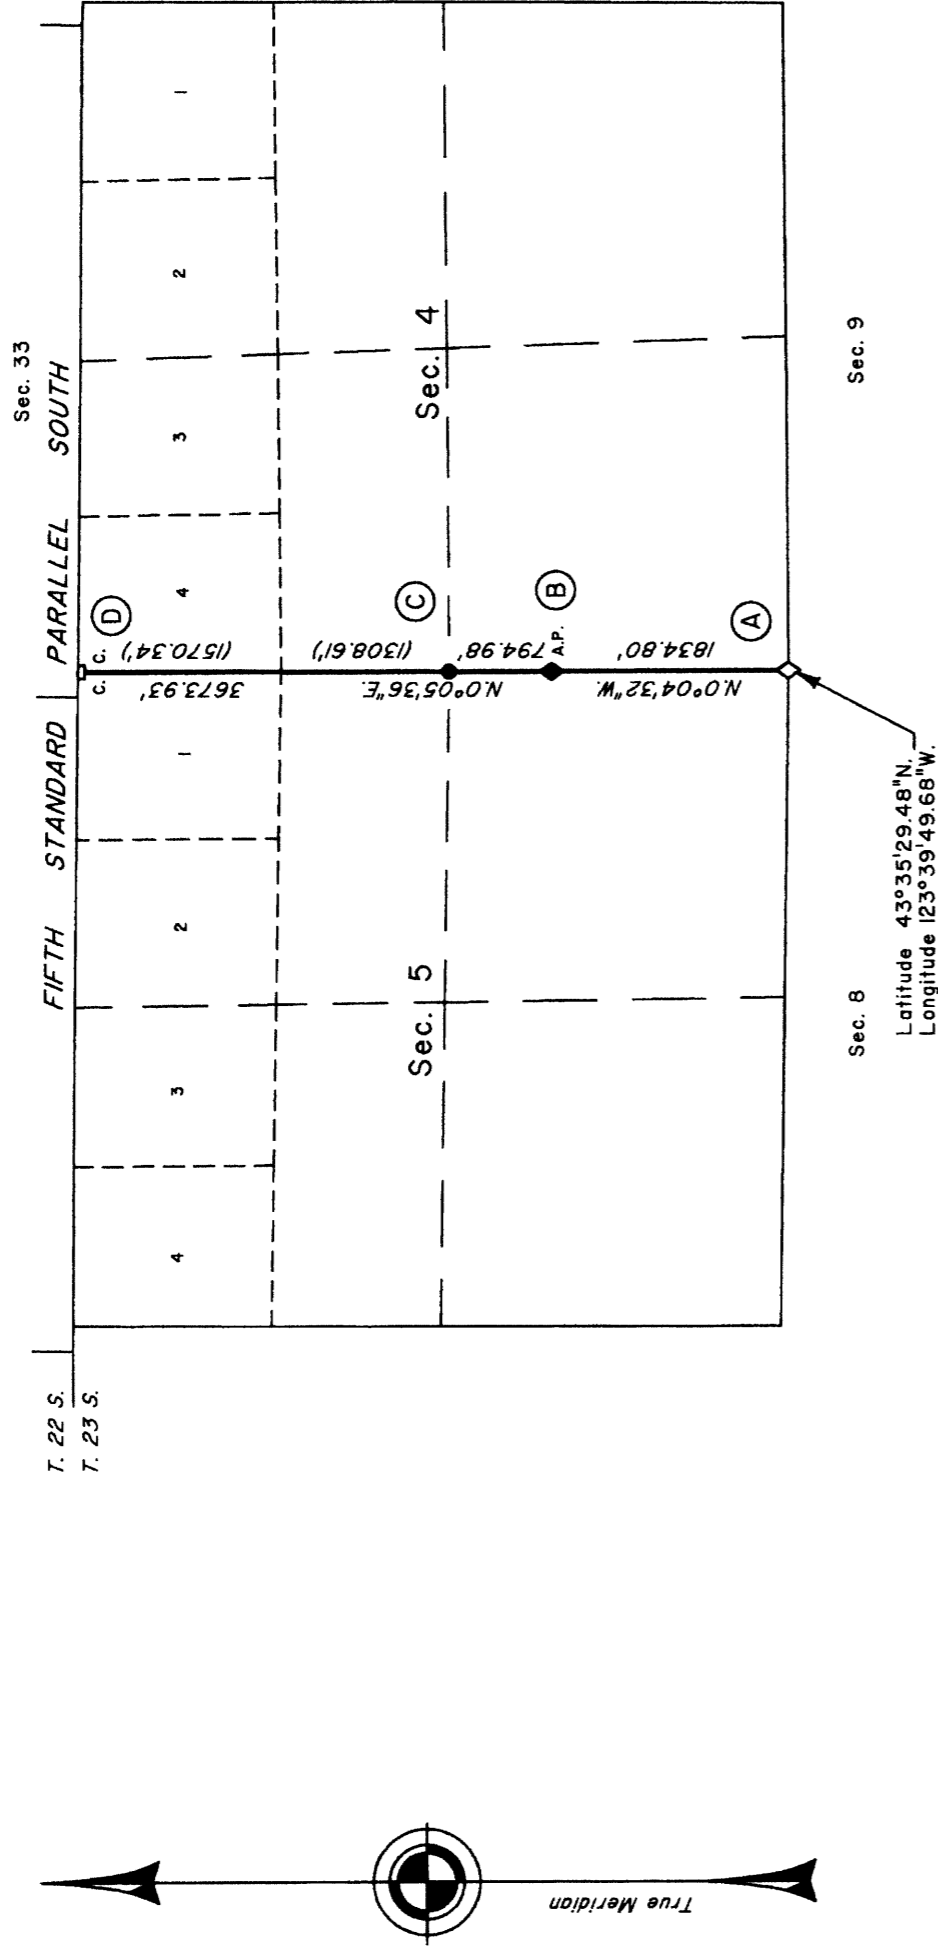 Sec. 33
T. 22 S.
T. 23 S.
FIFTH STANDARD PARALLEL SOUTH
C. C.
4
3
2
1
4
3
2
1
D
3673.93'
(1570.34')
(1308.61')
C
Sec. 5
Sec. 4
N.0°05'36"E.
794.98'
A.P.
B
N.0°04'32"W.
1834.80'
A
Sec. 8
Sec. 9
Latitude 43°35'29.48"N.
Longitude 123°39'49.68"W.
True Meridian